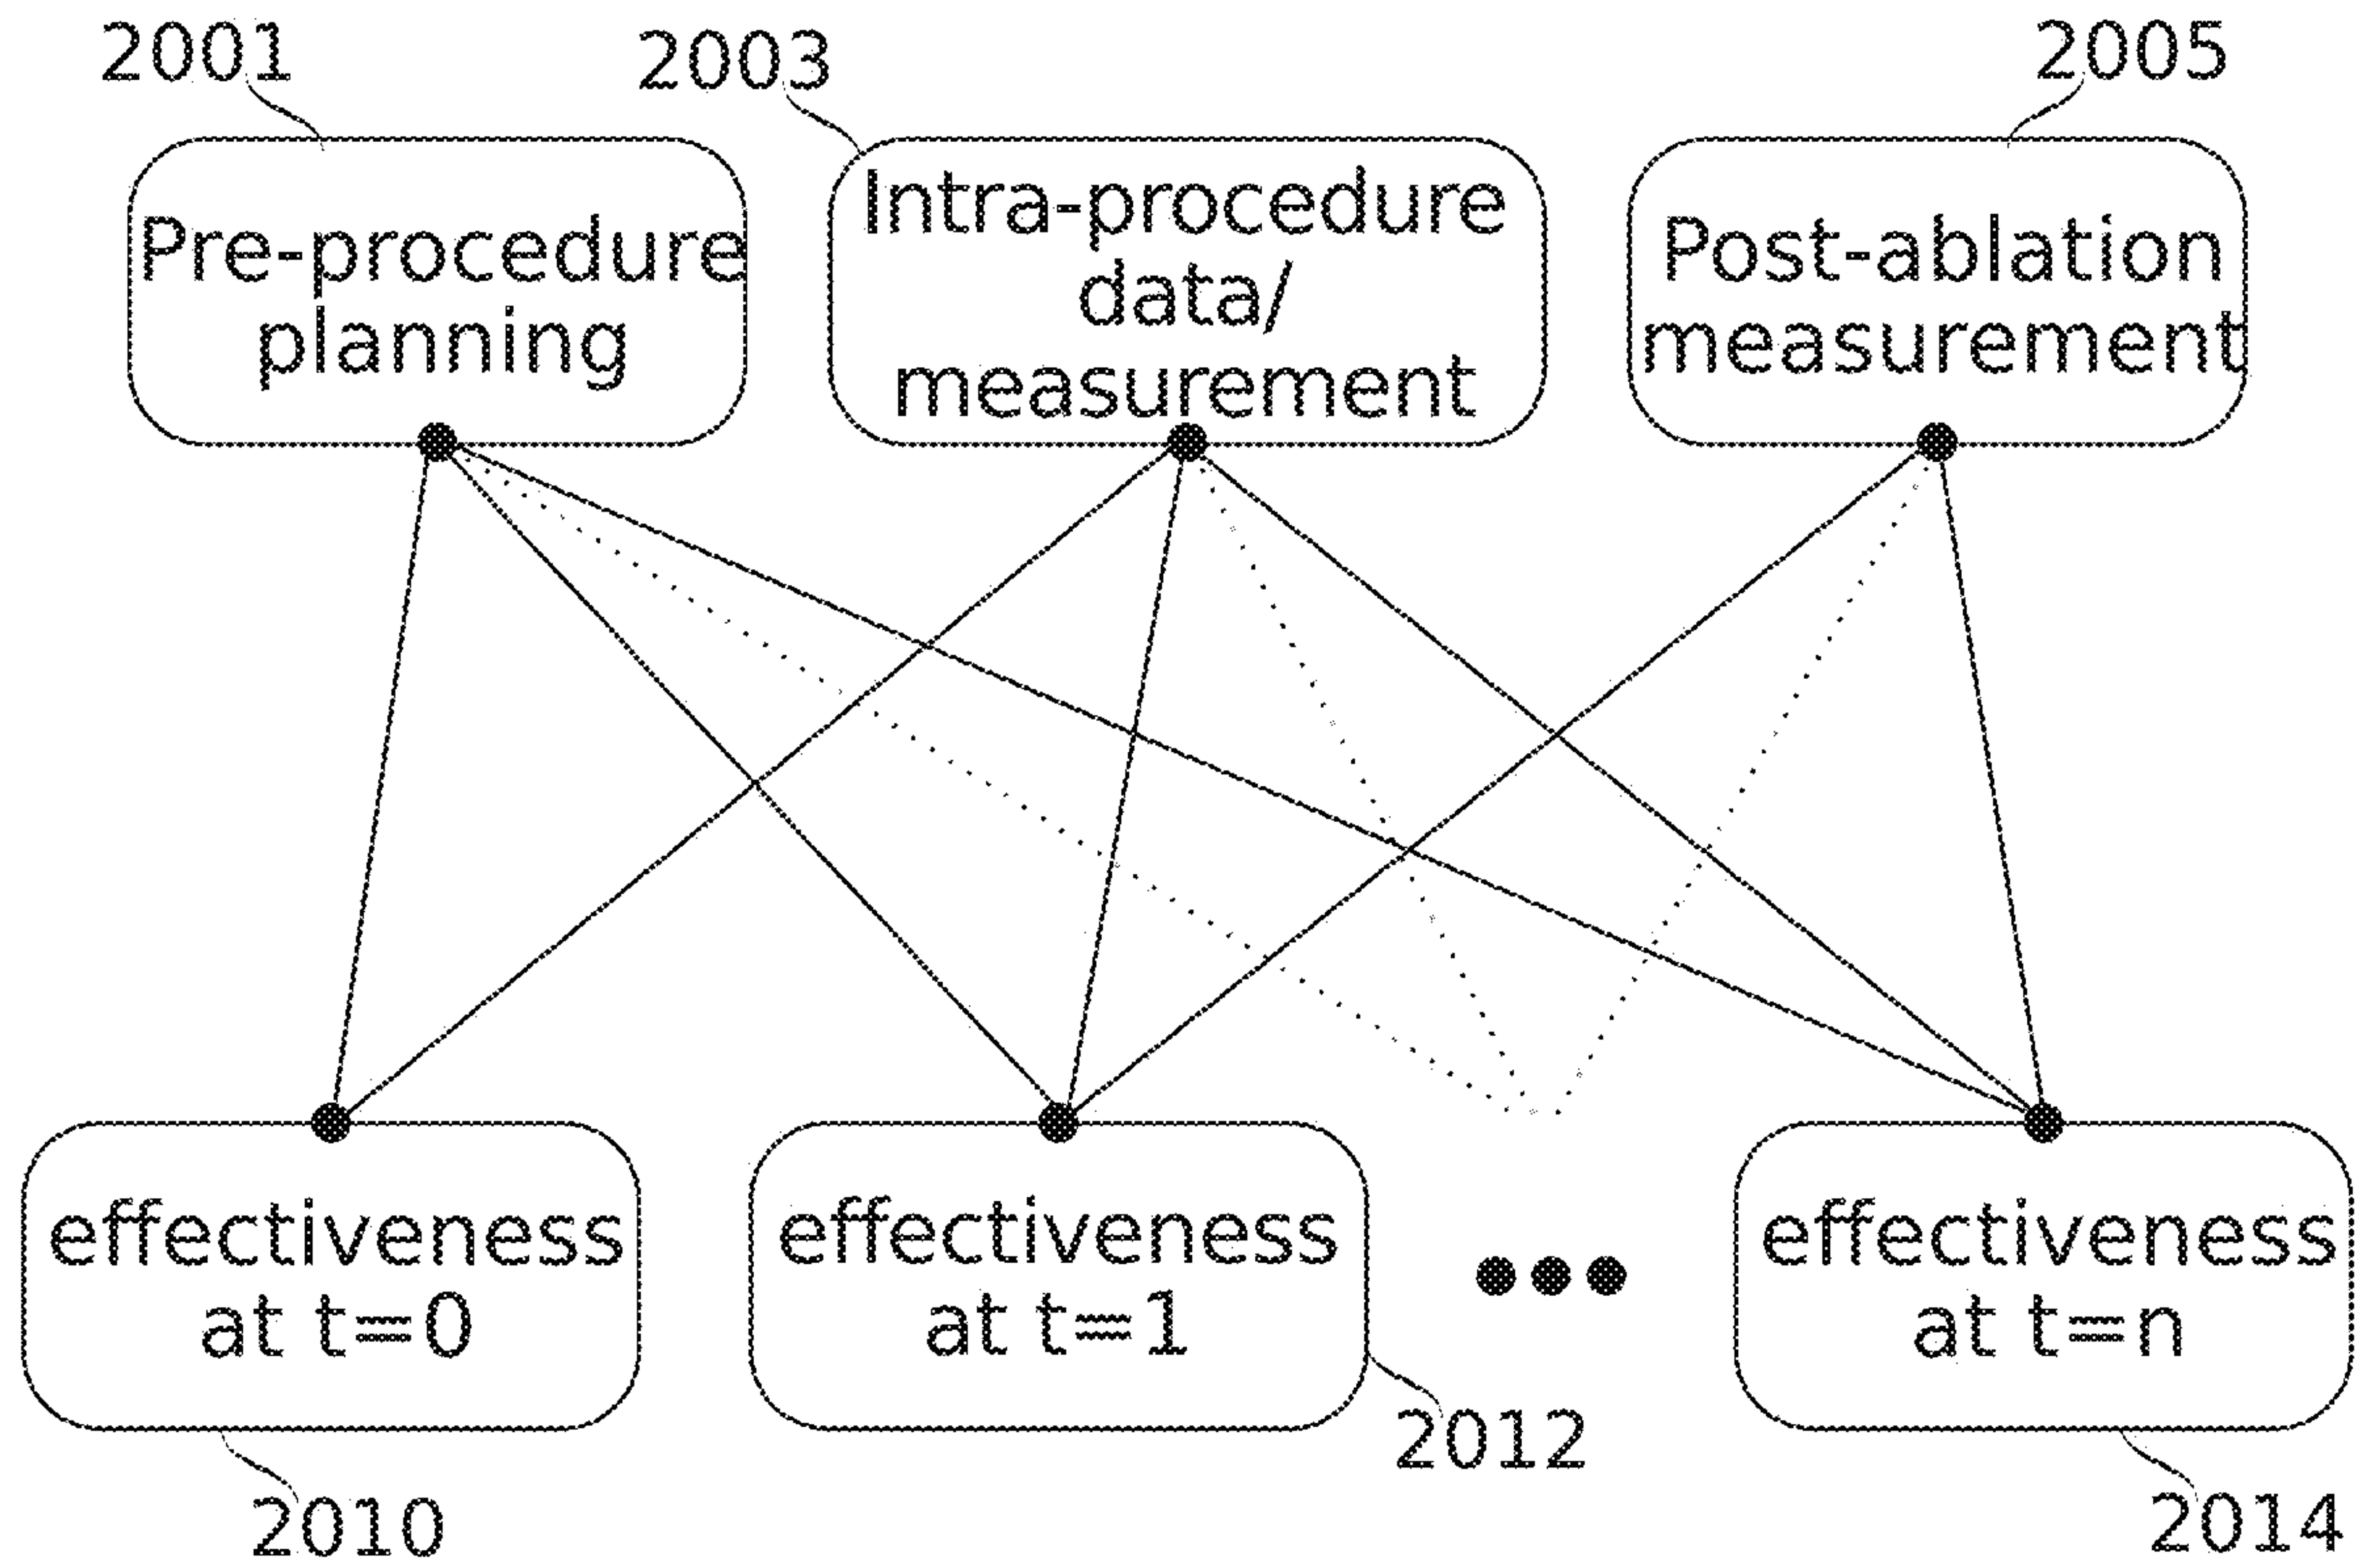 2001
2003
2005
Pre-procedure
planning
Intra-procedure
data/
measurement
Post-ablation
measurement
effectiveness
at t=0
effectiveness
at t=1
effectiveness
at t=n
2010
2012
2014